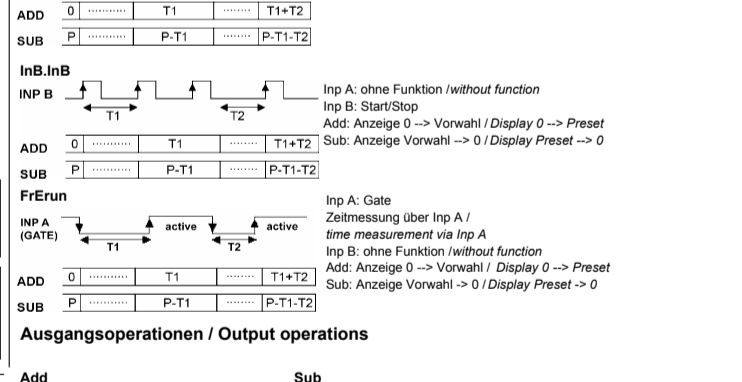 ADD 0 ........... T1 ........ T1+T2
SUB P ........... P-T1 ........ P-T1-T2
InB.InB
INP B
T1 T2
Inp A: ohne Funktion /without function
Inp B: Start/Stop
Add: Anzeige 0 --> Vorwahl / Display 0 --> Preset
Sub: Anzeige Vorwahl --> 0 / Display Preset --> 0
ADD 0 ........... T1 ........ T1+T2
SUB P ........... P-T1 ........ P-T1-T2
FrErun
INP A
(GATE)
active active
T1 T2
Inp A: Gate
Zeitmessung über Inp A /
time measurement via Inp A
Inp B: ohne Funktion /without function
Add: Anzeige 0 --> Vorwahl / Display 0 --> Preset
Sub: Anzeige Vorwahl -> 0 / Display Preset -> 0
ADD 0 ........... T1 ........ T1+T2
SUB P ........... P-T1 ........ P-T1-T2
Ausgangsoperationen / Output operations
Add Sub